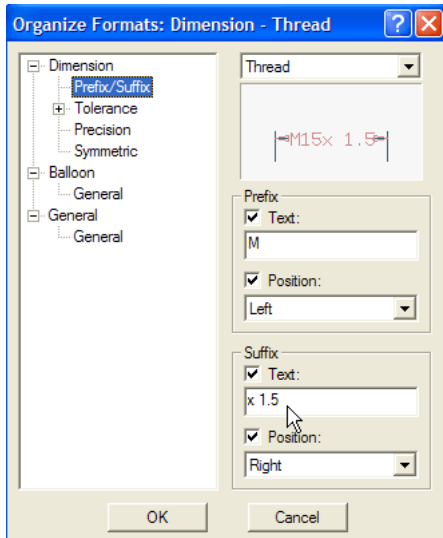 Organize Formats: Dimension - Thread
Dimension
Prefix/Suffix
Tolerance
Precision
Symmetric
Balloon
General
General
General
Thread
M15x 1.5
Prefix
Text:
M
Position:
Left
Suffix
Text:
x 1.5
Position:
Right
OK
Cancel